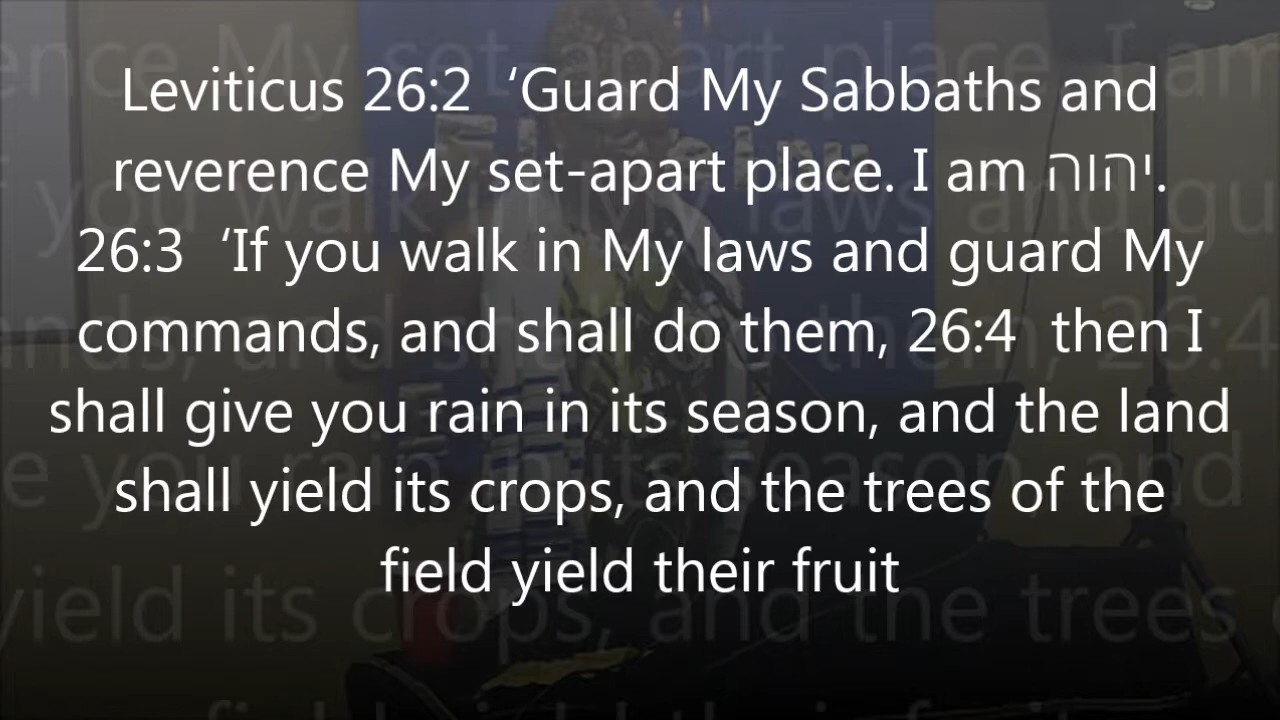 Leviticus 26:2  ‘Guard My Sabbaths and
reverence My set-apart place. I am יהוה.
26:3  ‘If you walk in My laws and guard My
commands, and shall do them, 26:4  then I
shall give you rain in its season, and the land
shall yield its crops, and the trees of the
field yield their fruit